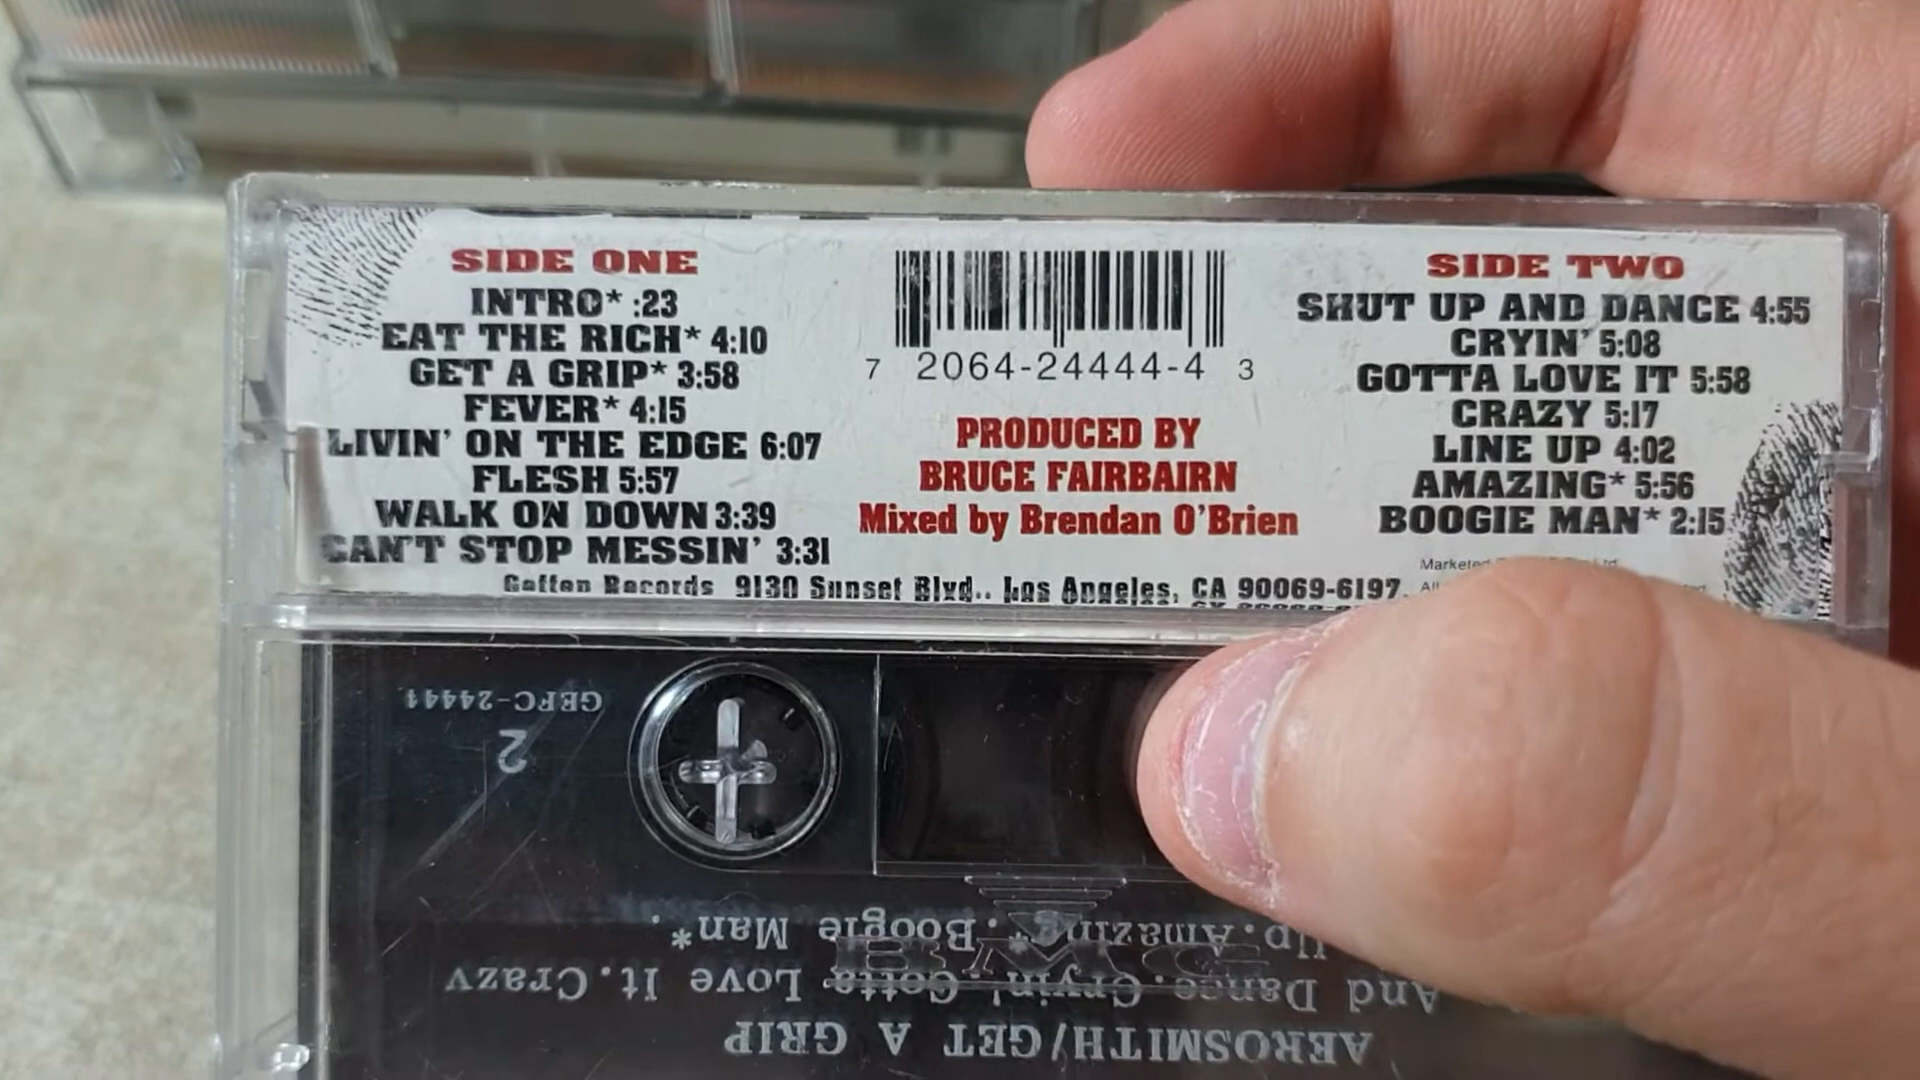 SIDE ONE
INTRO* :23
EAT THE RICH* 4:10
GET A GRIP* 3:58
FEVER* 4:15
LIVIN' ON THE EDGE 6:07
FLESH 5:57
WALK ON DOWN 3:39
CAN'T STOP MESSIN' 3:31
7 2064-24444-4 3
PRODUCED BY
BRUCE FAIRBAIRN
Mixed by Brendan O'Brien
SIDE TWO
SHUT UP AND DANCE 4:55
CRYIN' 5:08
GOTTA LOVE IT 5:58
CRAZY 5:17
LINE UP 4:02
AMAZING* 5:56
BOOGIE MAN* 2:15
Marketed
Geffen Records 9130 Sunset Blvd., Los Angeles, CA 90069-6197.
AEROSMITH/GET A GRIP
And Dance.Cryin'.Gotta Love It.Crazy
Up.Amazing*.Boogie Man*.
BMG
2
GEFC-24444